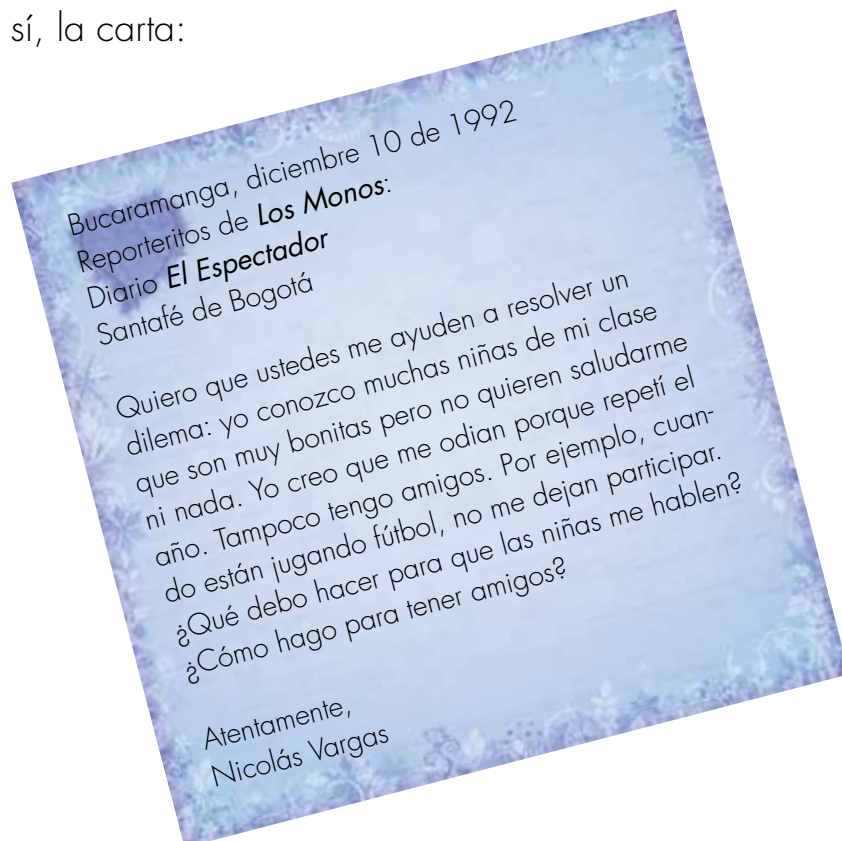 sí, la carta:
Bucaramanga, diciembre 10 de 1992
Reporteritos de Los Monos:
Diario El Espectador
Santafé de Bogotá
Quiero que ustedes me ayuden a resolver un
dilema: yo conozco muchas niñas de mi clase
que son muy bonitas pero no quieren saludarme
ni nada. Yo creo que me odian porque repetí el
año. Tampoco tengo amigos. Por ejemplo, cuan-
do están jugando fútbol, no me dejan participar.
¿Qué debo hacer para que las niñas me hablen?
¿Cómo hago para tener amigos?
Atentamente,
Nicolás Vargas